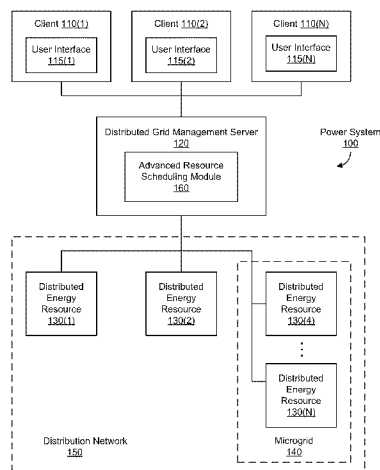 Client 110(1)
User Interface
115(1)
Client 110(2)
User Interface
115(2)
Client 110(N)
User Interface
115(N)
Distributed Grid Management Server
120
Advanced Resource
Scheduling Module
160
Power System
100
Distributed
Energy
Resource
130(1)
Distributed
Energy
Resource
130(2)
Distributed
Energy
Resource
130(4)
Distributed
Energy
Resource
130(N)
Distribution Network
150
Microgrid
140